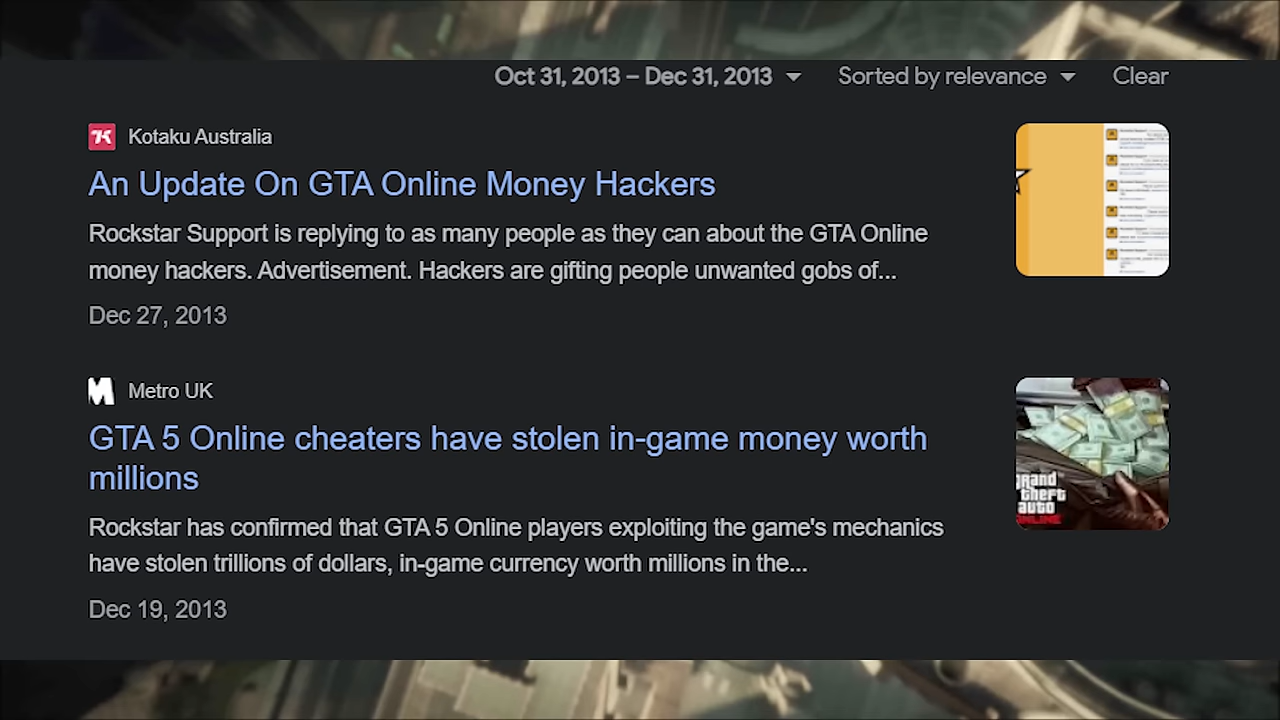 Oct 31, 2013 – Dec 31, 2013 Sorted by relevance Clear
Kotaku Australia
An Update On GTA Online Money Hackers
Rockstar Support is replying to as many people as they can about the GTA Online
money hackers. Advertisement. Hackers are gifting people unwanted gobs of...
Dec 27, 2013
Metro UK
GTA 5 Online cheaters have stolen in-game money worth
millions
Rockstar has confirmed that GTA 5 Online players exploiting the game's mechanics
have stolen trillions of dollars, in-game currency worth millions in the...
Dec 19, 2013
grand
theft
auto
ONLINE